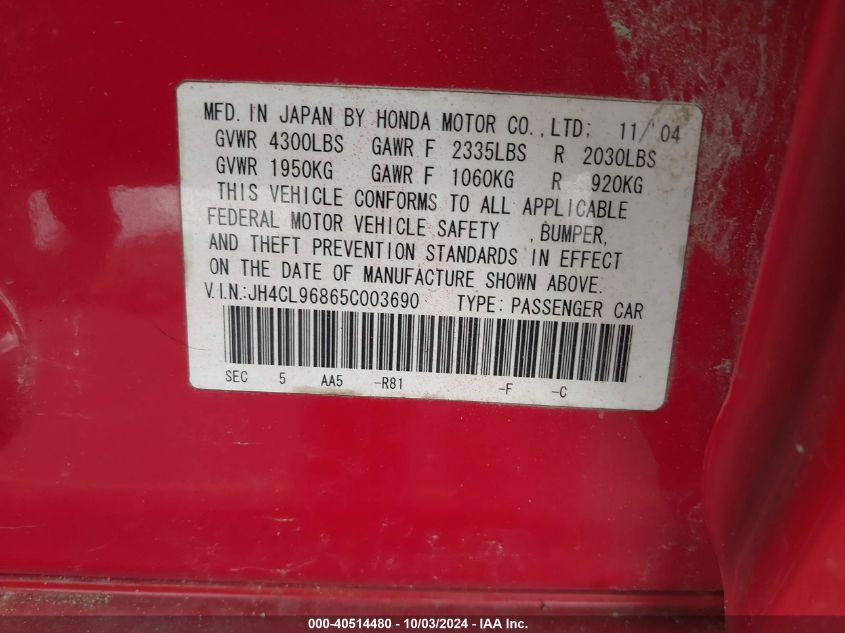 MFD. IN JAPAN BY HONDA MOTOR CO., LTD; 11/'04
GVWR 4300LBS GAWR F 2335LBS R 2030LBS
GVWR 1950KG GAWR F 1060KG R 920KG
THIS VEHICLE CONFORMS TO ALL APPLICABLE
FEDERAL MOTOR VEHICLE SAFETY , BUMPER,
AND THEFT PREVENTION STANDARDS IN EFFECT
ON THE DATE OF MANUFACTURE SHOWN ABOVE.
V.I.N.:JH4CL96865C003690 TYPE: PASSENGER CAR
SEC 5 AA5 -R81 -F -C
000-40514480 - 10/03/2024 - IAA Inc.